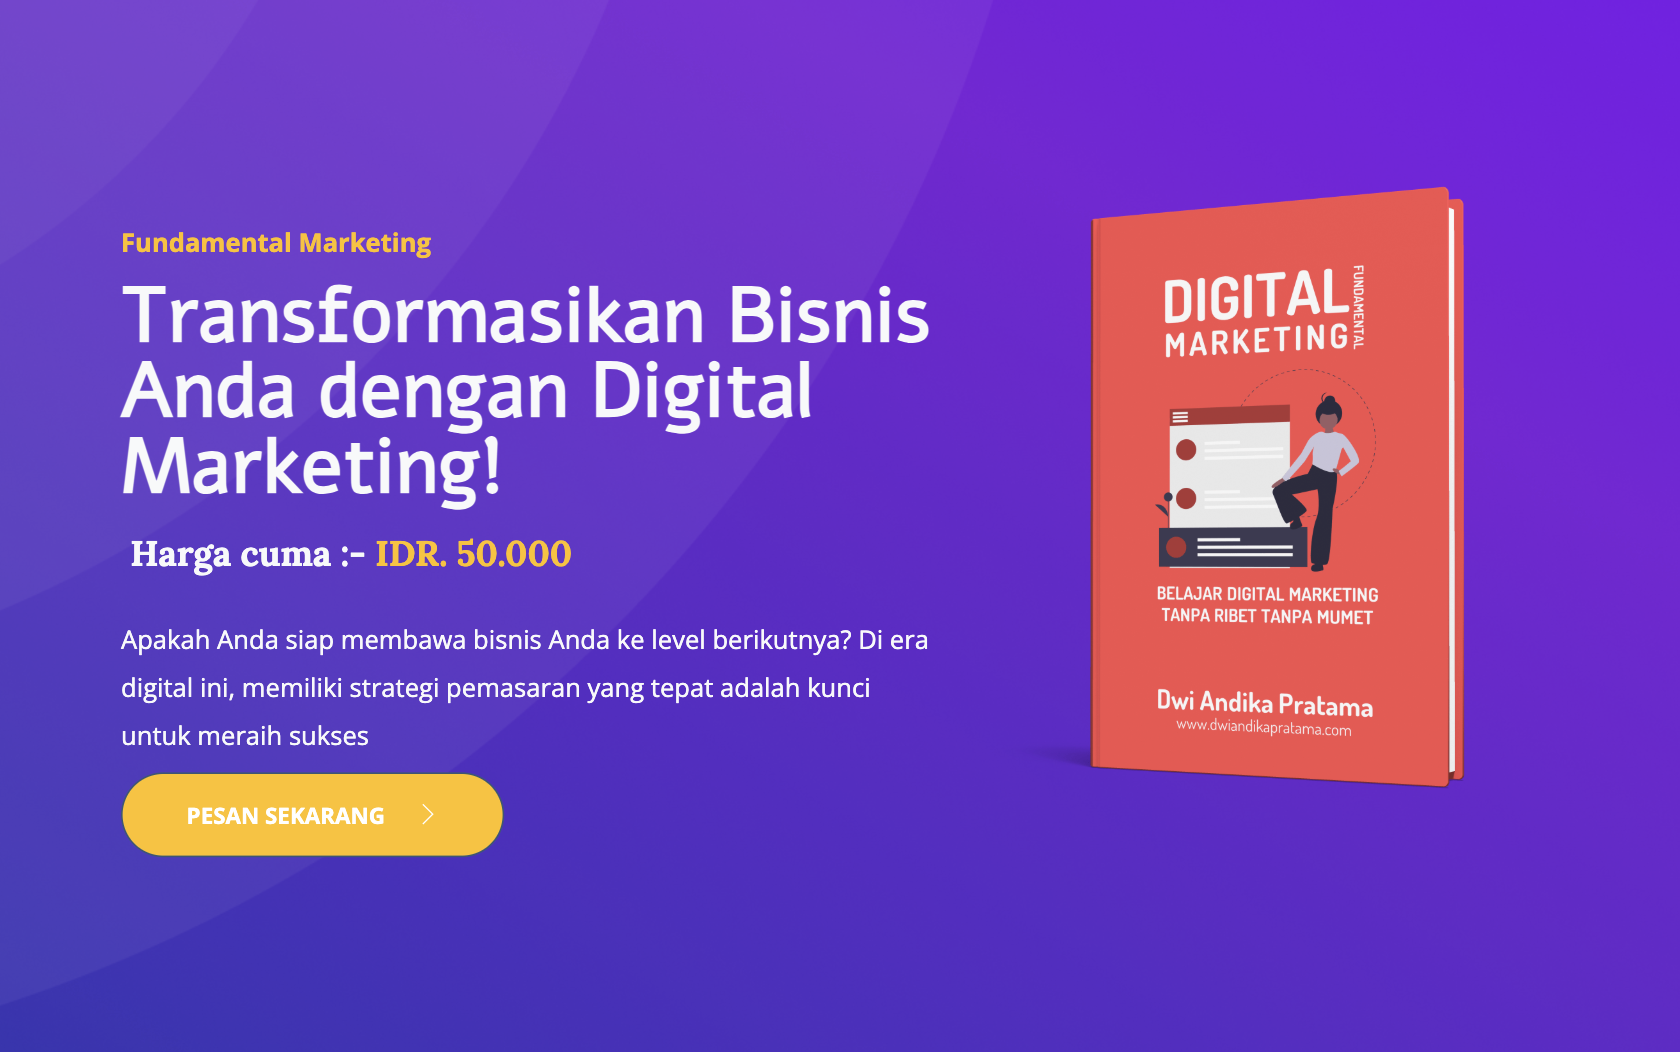 Fundamental Marketing
Transformasikan Bisnis
Anda dengan Digital
Marketing!
Harga cuma :- IDR. 50.000
Apakah Anda siap membawa bisnis Anda ke level berikutnya? Di era
digital ini, memiliki strategi pemasaran yang tepat adalah kunci
untuk meraih sukses
PESAN SEKARANG
DIGITAL
MARKETING
FUNDAMENTAL
BELAJAR DIGITAL MARKETING
TANPA RIBET TANPA MUMET
Dwi Andika Pratama
www.dwiandikapratama.com